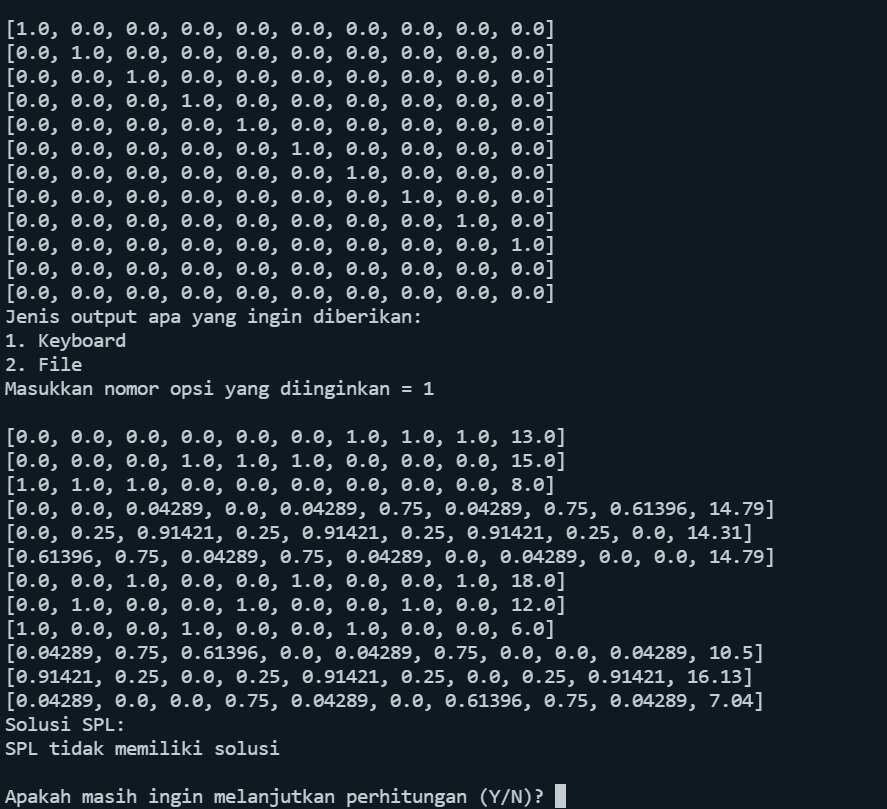 [1.0, 0.0, 0.0, 0.0, 0.0, 0.0, 0.0, 0.0, 0.0, 0.0]
[0.0, 1.0, 0.0, 0.0, 0.0, 0.0, 0.0, 0.0, 0.0, 0.0]
[0.0, 0.0, 1.0, 0.0, 0.0, 0.0, 0.0, 0.0, 0.0, 0.0]
[0.0, 0.0, 0.0, 1.0, 0.0, 0.0, 0.0, 0.0, 0.0, 0.0]
[0.0, 0.0, 0.0, 0.0, 1.0, 0.0, 0.0, 0.0, 0.0, 0.0]
[0.0, 0.0, 0.0, 0.0, 0.0, 1.0, 0.0, 0.0, 0.0, 0.0]
[0.0, 0.0, 0.0, 0.0, 0.0, 0.0, 1.0, 0.0, 0.0, 0.0]
[0.0, 0.0, 0.0, 0.0, 0.0, 0.0, 0.0, 1.0, 0.0, 0.0]
[0.0, 0.0, 0.0, 0.0, 0.0, 0.0, 0.0, 0.0, 1.0, 0.0]
[0.0, 0.0, 0.0, 0.0, 0.0, 0.0, 0.0, 0.0, 0.0, 1.0]
[0.0, 0.0, 0.0, 0.0, 0.0, 0.0, 0.0, 0.0, 0.0, 0.0]
[0.0, 0.0, 0.0, 0.0, 0.0, 0.0, 0.0, 0.0, 0.0, 0.0]
Jenis output apa yang ingin diberikan:
1. Keyboard
2. File
Masukkan nomor opsi yang diinginkan = 1
[0.0, 0.0, 0.0, 0.0, 0.0, 0.0, 1.0, 1.0, 1.0, 13.0]
[0.0, 0.0, 0.0, 1.0, 1.0, 1.0, 0.0, 0.0, 0.0, 15.0]
[1.0, 1.0, 1.0, 0.0, 0.0, 0.0, 0.0, 0.0, 0.0, 8.0]
[0.0, 0.0, 0.04289, 0.0, 0.04289, 0.75, 0.04289, 0.75, 0.61396, 14.79]
[0.0, 0.25, 0.91421, 0.25, 0.91421, 0.25, 0.91421, 0.25, 0.0, 14.31]
[0.61396, 0.75, 0.04289, 0.75, 0.04289, 0.0, 0.04289, 0.0, 0.0, 14.79]
[0.0, 0.0, 1.0, 0.0, 0.0, 1.0, 0.0, 0.0, 1.0, 18.0]
[0.0, 1.0, 0.0, 0.0, 1.0, 0.0, 0.0, 1.0, 0.0, 12.0]
[1.0, 0.0, 0.0, 1.0, 0.0, 0.0, 1.0, 0.0, 0.0, 6.0]
[0.04289, 0.75, 0.61396, 0.0, 0.04289, 0.75, 0.0, 0.0, 0.04289, 10.5]
[0.91421, 0.25, 0.0, 0.25, 0.91421, 0.25, 0.0, 0.25, 0.91421, 16.13]
[0.04289, 0.0, 0.0, 0.75, 0.04289, 0.0, 0.61396, 0.75, 0.04289, 7.04]
Solusi SPL:
SPL tidak memiliki solusi
Apakah masih ingin melanjutkan perhitungan (Y/N)?